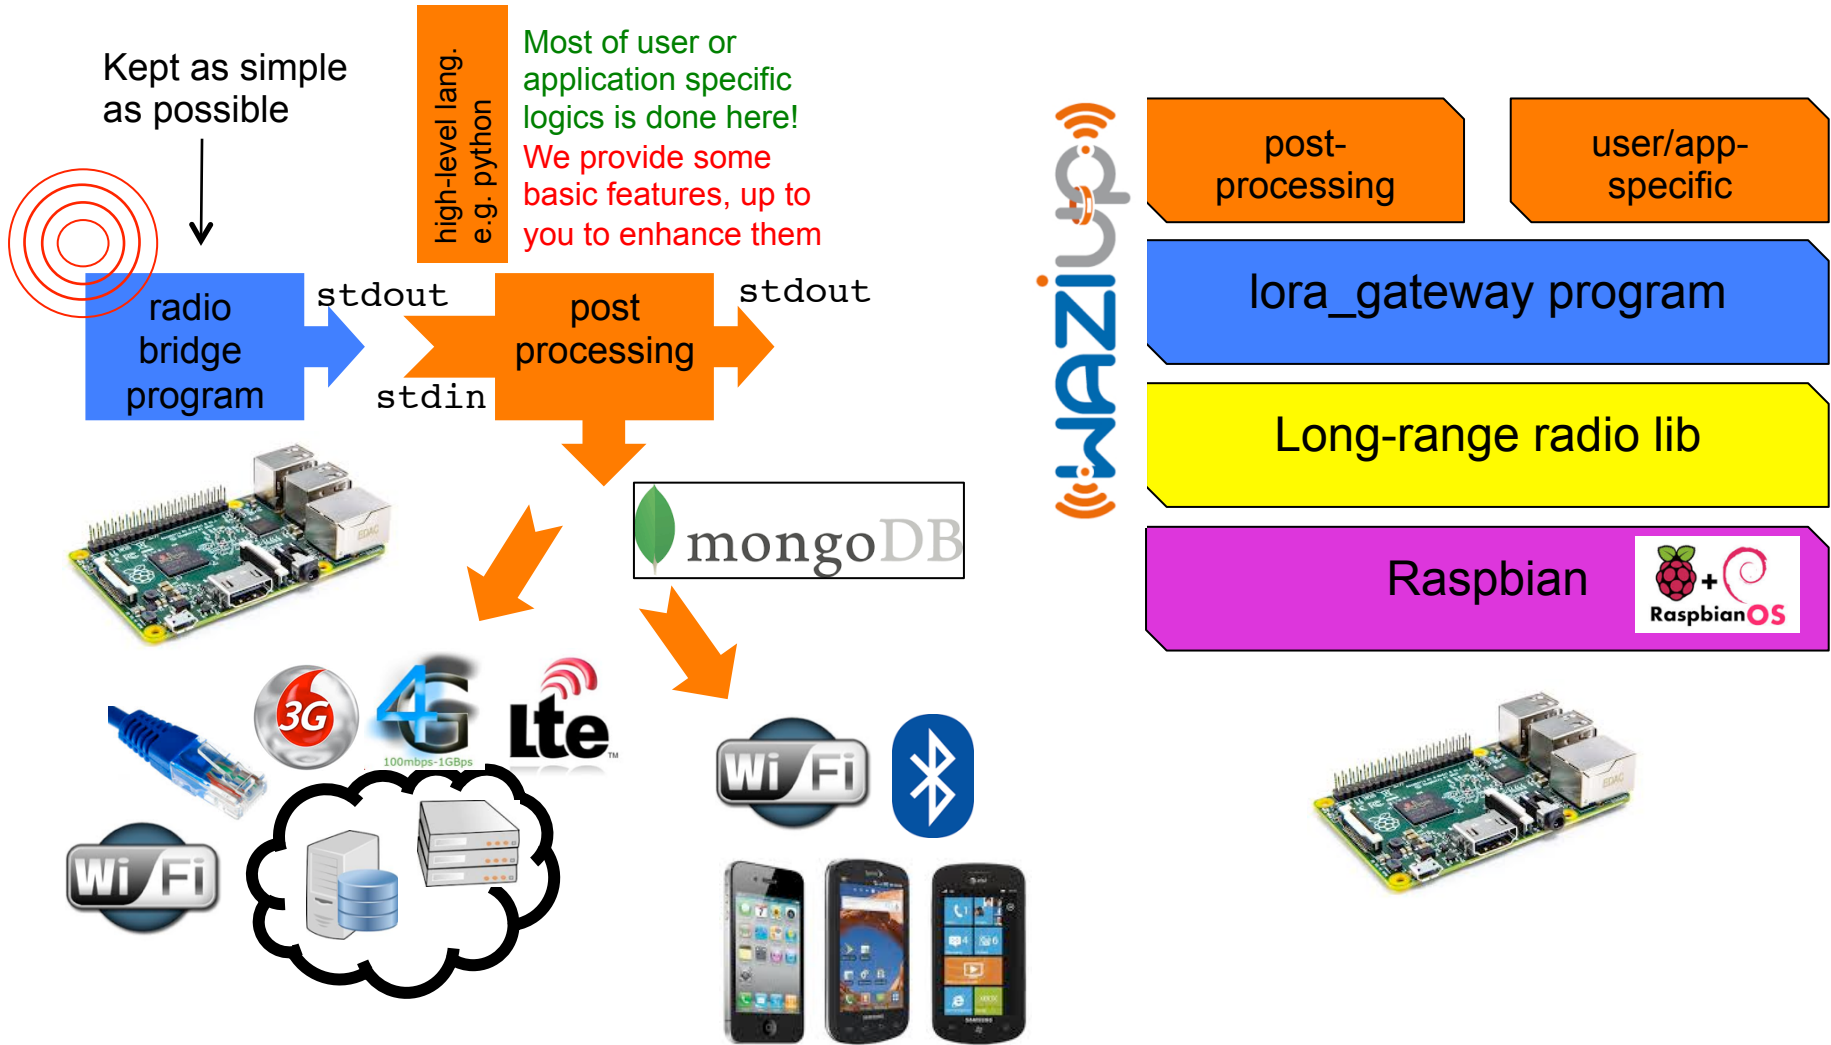 Kept as simple
as possible
high-level lang.
e.g. python
Most of user or
application specific
logics is done here!
We provide some
basic features, up to
you to enhance them
radio
bridge
program
stdout
stdin
post
processing
stdout
mongoDB
3G
4G
100mbps-1GBps
Lte
TM
Wi Fi
Wi Fi
WAZIUP
post-
processing
user/app-
specific
lora_gateway program
Long-range radio lib
Raspbian
+
RaspbianOS
EDAC
EDAC